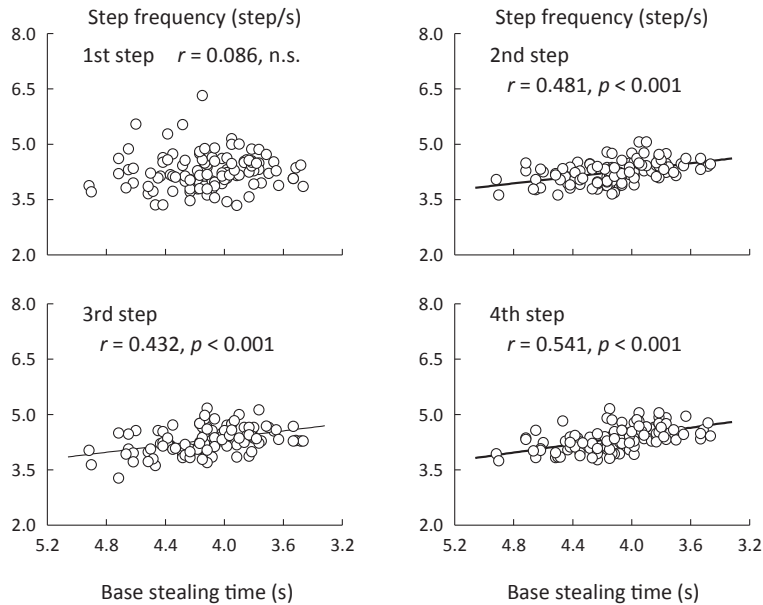 Step frequency (step/s)
Step frequency (step/s)
8.0
6.5
5.0
3.5
2.0
1st step r = 0.086, n.s.
8.0
6.5
5.0
3.5
2.0
2nd step
r = 0.481, p < 0.001
8.0
6.5
5.0
3.5
2.0
3rd step
r = 0.432, p < 0.001
5.2 4.8 4.4 4.0 3.6 3.2
8.0
6.5
5.0
3.5
2.0
4th step
r = 0.541, p < 0.001
5.2 4.8 4.4 4.0 3.6 3.2
Base stealing time (s)
Base stealing time (s)